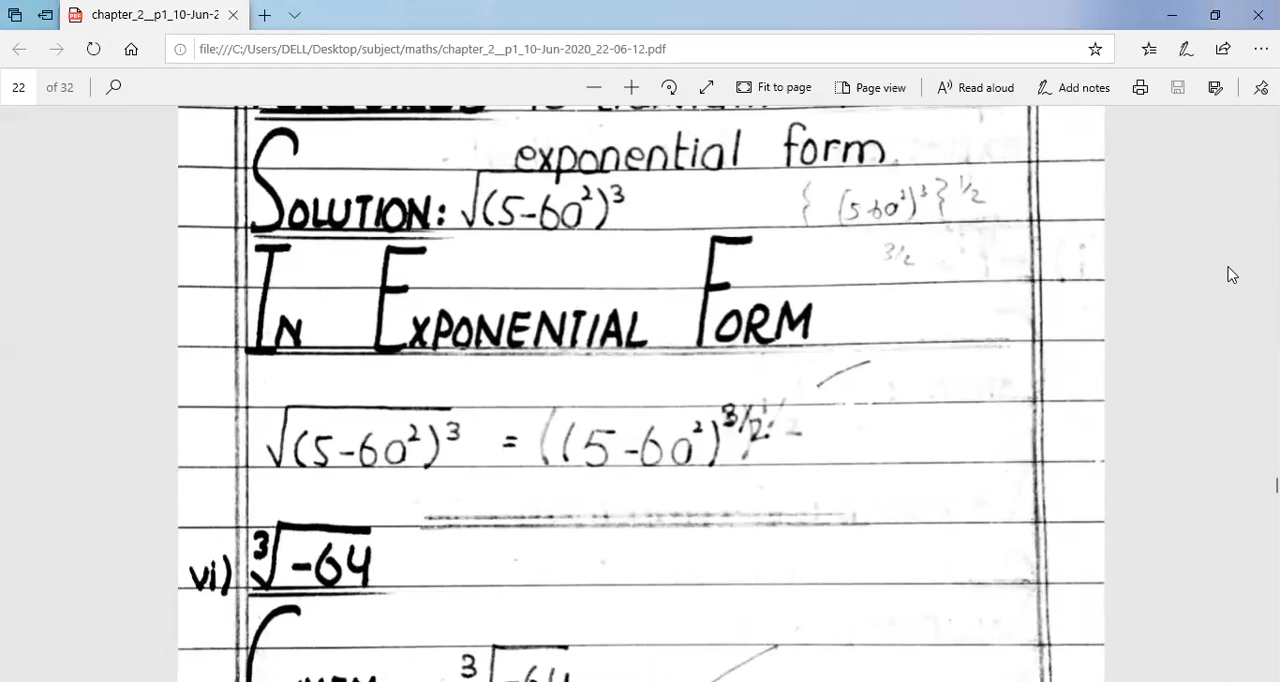 chapter_2__p1_10-Jun-2
file:///C:/Users/DELL/Desktop/subject/maths/chapter_2__p1_10-Jun-2020_22-06-12.pdf
22 of 32 Fit to page Page view Read aloud Add notes
exponential form
SOLUTION: √(5-6a²)³ { (5-6a²)³ }^1/2
3/2
IN EXPONENTIAL FORM
√(5-6a²)³ = ((5-6a²)^3/2
vi) ³√-64
³√-64